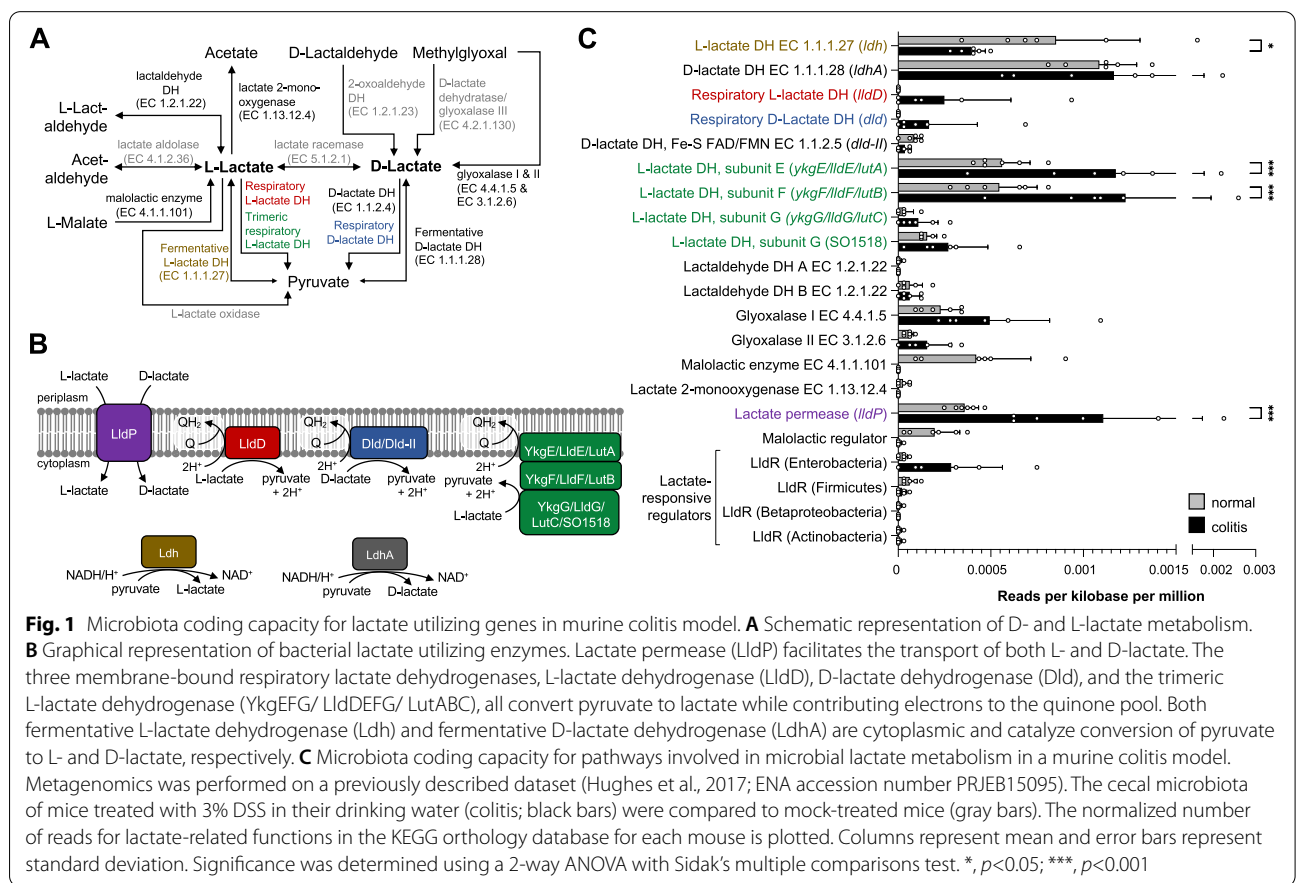 A
Acetate
D-Lactaldehyde
Methylglyoxal
lactaldehyde
DH
(EC 1.2.1.22)
lactate 2-mono-
oxygenase
(EC 1.13.12.4)
2-oxoaldehyde
DH
(EC 1.2.1.23)
D-lactate
dehydratase/
glyoxalase III
(EC 4.2.1.130)
L-Lact-
aldehyde
lactate aldolase
(EC 4.1.2.36)
Acet-
aldehyde
L-Lactate
lactate racemase
(EC 5.1.2.1)
D-Lactate
glyoxalase I & II
(EC 4.4.1.5 &
EC 3.1.2.6)
malolactic enzyme
(EC 4.1.1.101)
L-Malate
Respiratory
L-lactate DH
Trimeric
respiratory
L-lactate DH
D-lactate DH
(EC 1.1.2.4)
Respiratory
D-lactate DH
Fermentative
L-lactate DH
(EC 1.1.1.27)
Fermentative
D-lactate DH
(EC 1.1.1.28)
Pyruvate
L-lactate oxidase
B
L-lactate
D-lactate
periplasm
cytoplasm
LldP
L-lactate
D-lactate
QH2
Q
2H+
LldD
L-lactate
pyruvate
+ 2H+
QH2
Q
2H+
Dld/Dld-II
D-lactate
pyruvate
+ 2H+
QH2
Q
2H+
pyruvate
+ 2H+
L-lactate
YkgE/LldE/LutA
YkgF/LldF/LutB
YkgG/LldG/
LutC/SO1518
Ldh
NADH/H+
NAD+
pyruvate
L-lactate
LdhA
NADH/H+
NAD+
pyruvate
D-lactate
C
L-lactate DH EC 1.1.1.27 (ldh)
*
D-lactate DH EC 1.1.1.28 (ldhA)
Respiratory L-lactate DH (lldD)
Respiratory D-Lactate DH (dld)
D-lactate DH, Fe-S FAD/FMN EC 1.1.2.5 (dld-II)
L-lactate DH, subunit E (ykgE/lldE/lutA)
***
L-lactate DH, subunit F (ykgF/lldF/lutB)
***
L-lactate DH, subunit G (ykgG/lldG/lutC)
L-lactate DH, subunit G (SO1518)
Lactaldehyde DH A EC 1.2.1.22
Lactaldehyde DH B EC 1.2.1.22
Glyoxalase I EC 4.4.1.5
Glyoxalase II EC 3.1.2.6
Malolactic enzyme EC 4.1.1.101
Lactate 2-monooxygenase EC 1.13.12.4
Lactate permease (lldP)
***
Malolactic regulator
Lactate-
responsive
regulators
LldR (Enterobacteria)
LldR (Firmicutes)
LldR (Betaproteobacteria)
LldR (Actinobacteria)
normal
colitis
0 0.0005 0.001 0.0015 0.002 0.003
Reads per kilobase per million
Fig. 1 Microbiota coding capacity for lactate utilizing genes in murine colitis model. A Schematic representation of D- and L-lactate metabolism.
B Graphical representation of bacterial lactate utilizing enzymes. Lactate permease (LldP) facilitates the transport of both L- and D-lactate. The
three membrane-bound respiratory lactate dehydrogenases, L-lactate dehydrogenase (LldD), D-lactate dehydrogenase (Dld), and the trimeric
L-lactate dehydrogenase (YkgEFG/ LldDEFG/ LutABC), all convert pyruvate to lactate while contributing electrons to the quinone pool. Both
fermentative L-lactate dehydrogenase (Ldh) and fermentative D-lactate dehydrogenase (LdhA) are cytoplasmic and catalyze conversion of pyruvate
to L- and D-lactate, respectively. C Microbiota coding capacity for pathways involved in microbial lactate metabolism in a murine colitis model.
Metagenomics was performed on a previously described dataset (Hughes et al., 2017; ENA accession number PRJEB15095). The cecal microbiota
of mice treated with 3% DSS in their drinking water (colitis; black bars) were compared to mock-treated mice (gray bars). The normalized number
of reads for lactate-related functions in the KEGG orthology database for each mouse is plotted. Columns represent mean and error bars represent
standard deviation. Significance was determined using a 2-way ANOVA with Sidak's multiple comparisons test. *, p<0.05; ***, p<0.001